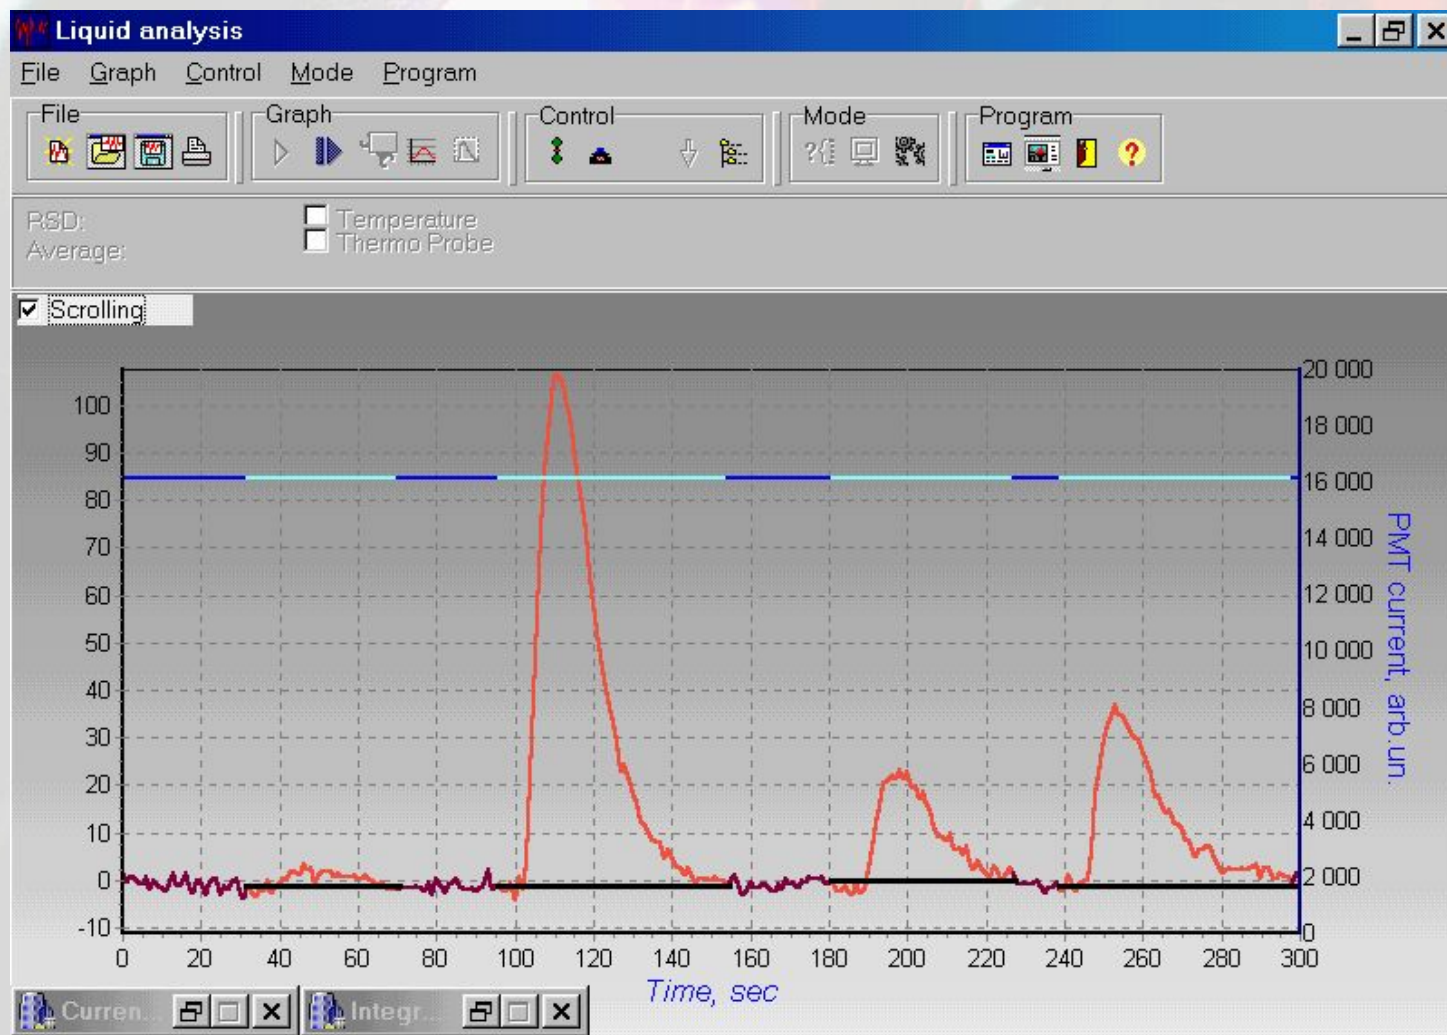 Liquid analysis
File Graph Control Mode Program
File Graph Control Mode Program
RSD:
Average:
Temperature
Thermo Probe
Scrolling
100
90
80
70
60
50
40
30
20
10
0
-10
20 000
18 000
16 000
14 000
12 000
10 000
8 000
6 000
4 000
2 000
0
PMT current, arb.un.
0 20 40 60 80 100 120 140 160 180 200 220 240 260 280 300
Time, sec
Curren... Integr...